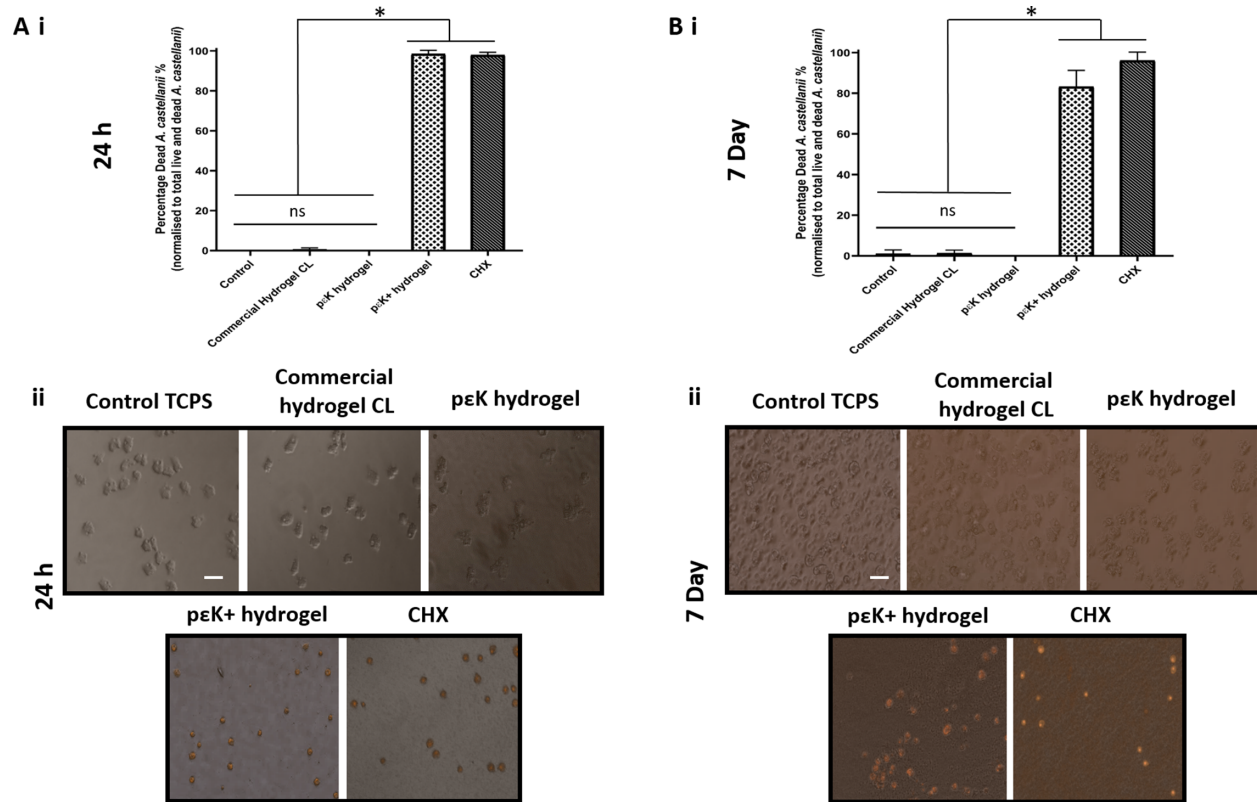 A i
*
Percentage Dead A. castellanii %
(normalised to total live and dead A. castellanii)
100
80
60
40
20
0
ns
24 h
Control
Commercial Hydrogel CL
pεK hydrogel
pεK+ hydrogel
CHX
B i
*
Percentage Dead A. castellanii %
(normalised to total live and dead A. castellanii)
100
80
60
40
20
0
ns
7 Day
Control
Commercial Hydrogel CL
pεK hydrogel
pεK+ hydrogel
CHX
ii
Control TCPS
Commercial
hydrogel CL
pεK hydrogel
24 h
pεK+ hydrogel
CHX
ii
Control TCPS
Commercial
hydrogel CL
pεK hydrogel
7 Day
pεK+ hydrogel
CHX